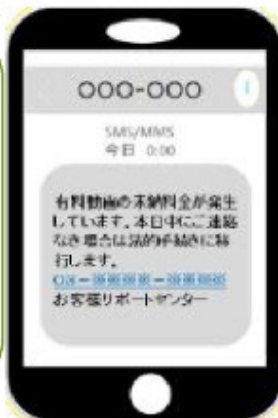 ○○○-○○○
i
SMS/MMS
今日 0:00
有料動画の未納料金が発生
しています。本日中にご連絡
なき場合は法的手続きに移
行します。
03-※※※※-※※※※
お客様サポートセンター